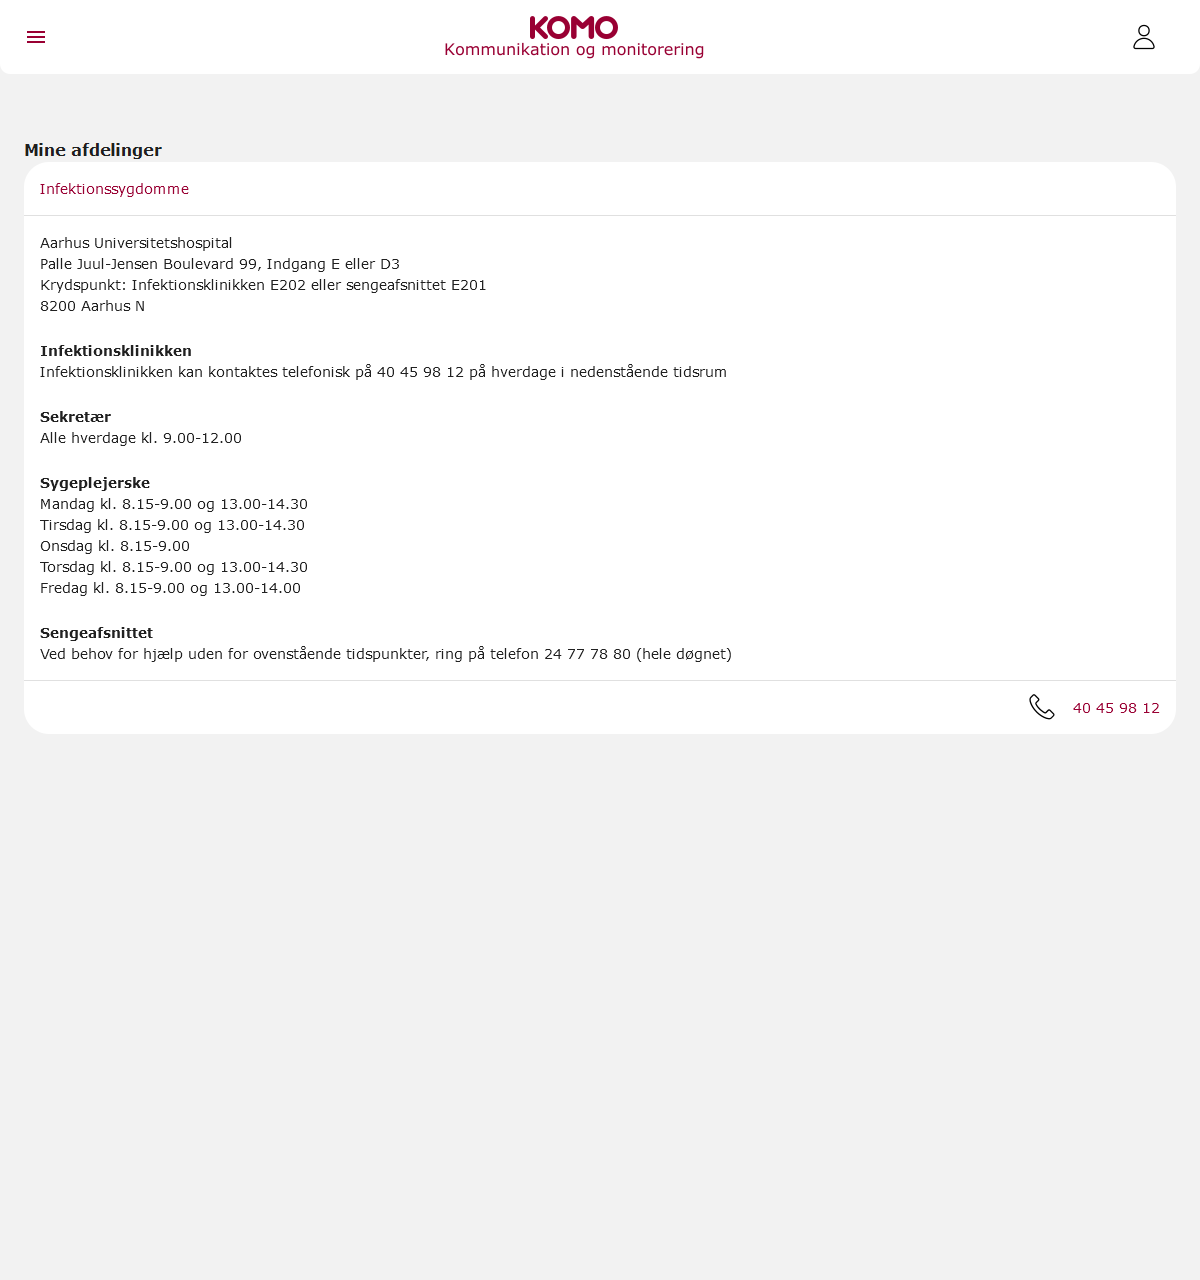 KOMO
Kommunikation og monitorering
Mine afdelinger
Infektionssygdomme
Aarhus Universitetshospital
Palle Juul-Jensen Boulevard 99, Indgang E eller D3
Krydspunkt: Infektionsklinikken E202 eller sengeafsnittet E201
8200 Aarhus N
Infektionsklinikken
Infektionsklinikken kan kontaktes telefonisk på 40 45 98 12 på hverdage i nedenstående tidsrum
Sekretær
Alle hverdage kl. 9.00-12.00
Sygeplejerske
Mandag kl. 8.15-9.00 og 13.00-14.30
Tirsdag kl. 8.15-9.00 og 13.00-14.30
Onsdag kl. 8.15-9.00
Torsdag kl. 8.15-9.00 og 13.00-14.30
Fredag kl. 8.15-9.00 og 13.00-14.00
Sengeafsnittet
Ved behov for hjælp uden for ovenstående tidspunkter, ring på telefon 24 77 78 80 (hele døgnet)
40 45 98 12